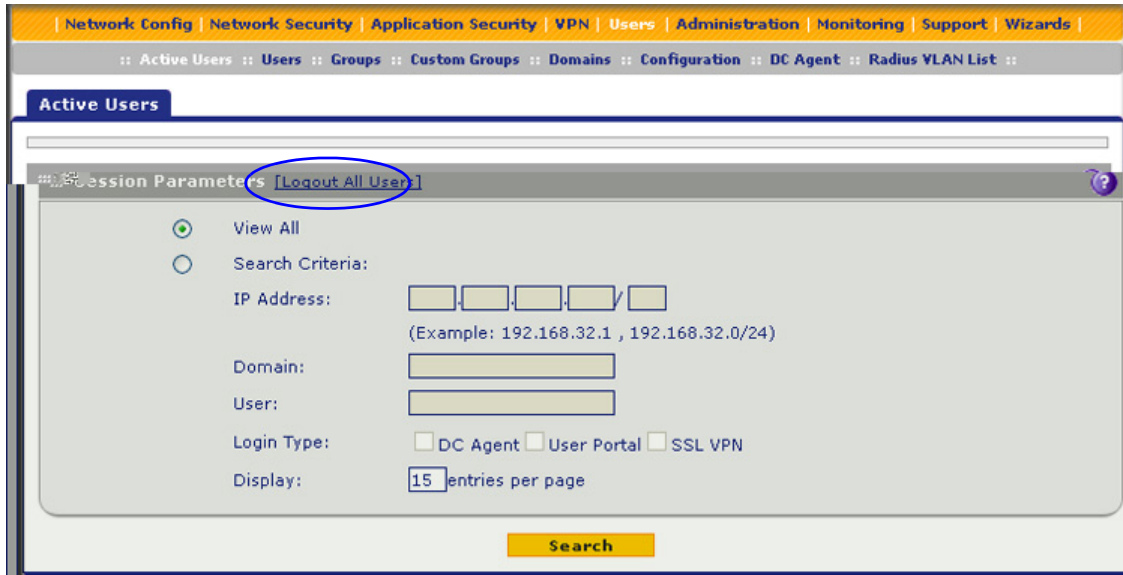 | Network Config | Network Security | Application Security | VPN | Users | Administration | Monitoring | Support | Wizards |
:: Active Users :: Users :: Groups :: Custom Groups :: Domains :: Configuration :: DC Agent :: Radius VLAN List ::
Active Users
ession Parameters [Logout All Users]
?
View All
Search Criteria:
IP Address: . . . /
(Example: 192.168.32.1 , 192.168.32.0/24)
Domain:
User:
Login Type: DC Agent User Portal SSL VPN
Display: 15 entries per page
Search